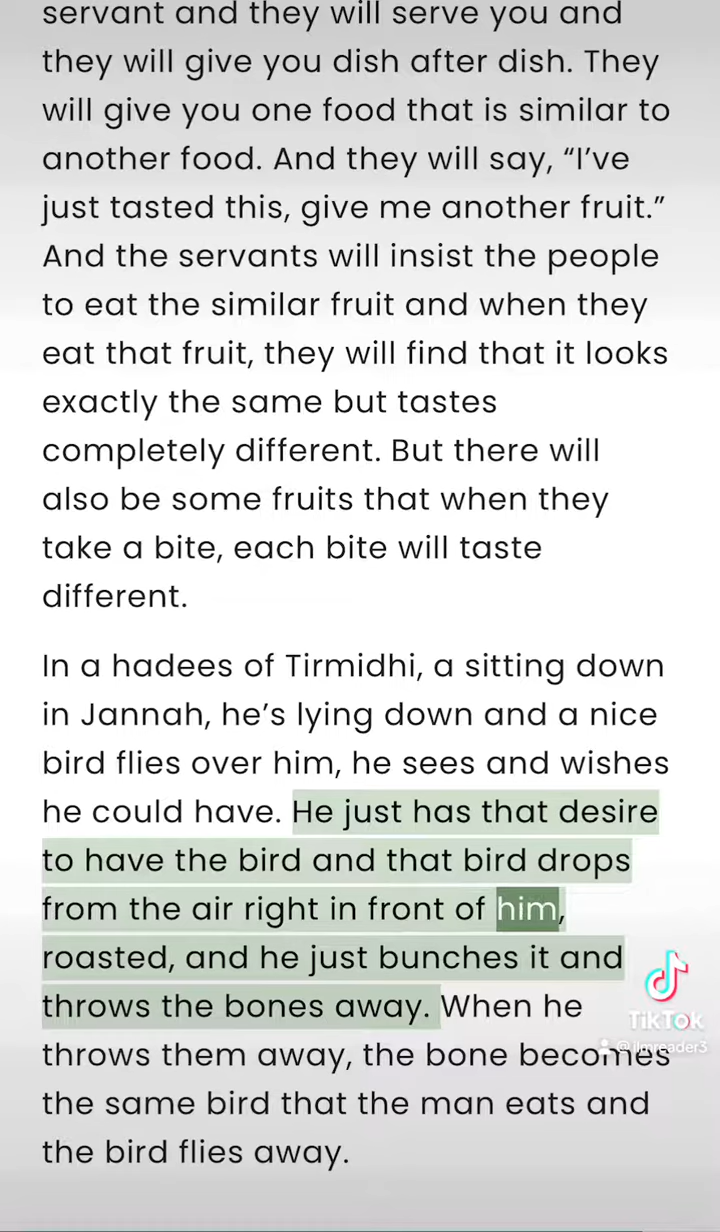 servant and they will serve you and
they will give you dish after dish. They
will give you one food that is similar to
another food. And they will say, “I’ve
just tasted this, give me another fruit.”
And the servants will insist the people
to eat the similar fruit and when they
eat that fruit, they will find that it looks
exactly the same but tastes
completely different. But there will
also be some fruits that when they
take a bite, each bite will taste
different.
In a hadees of Tirmidhi, a sitting down
in Jannah, he’s lying down and a nice
bird flies over him, he sees and wishes
he could have. He just has that desire
to have the bird and that bird drops
from the air right in front of him,
roasted, and he just bunches it and
throws the bones away. When he
throws them away, the bone becomes
the same bird that the man eats and
the bird flies away.
TikTok
@ilmreader3